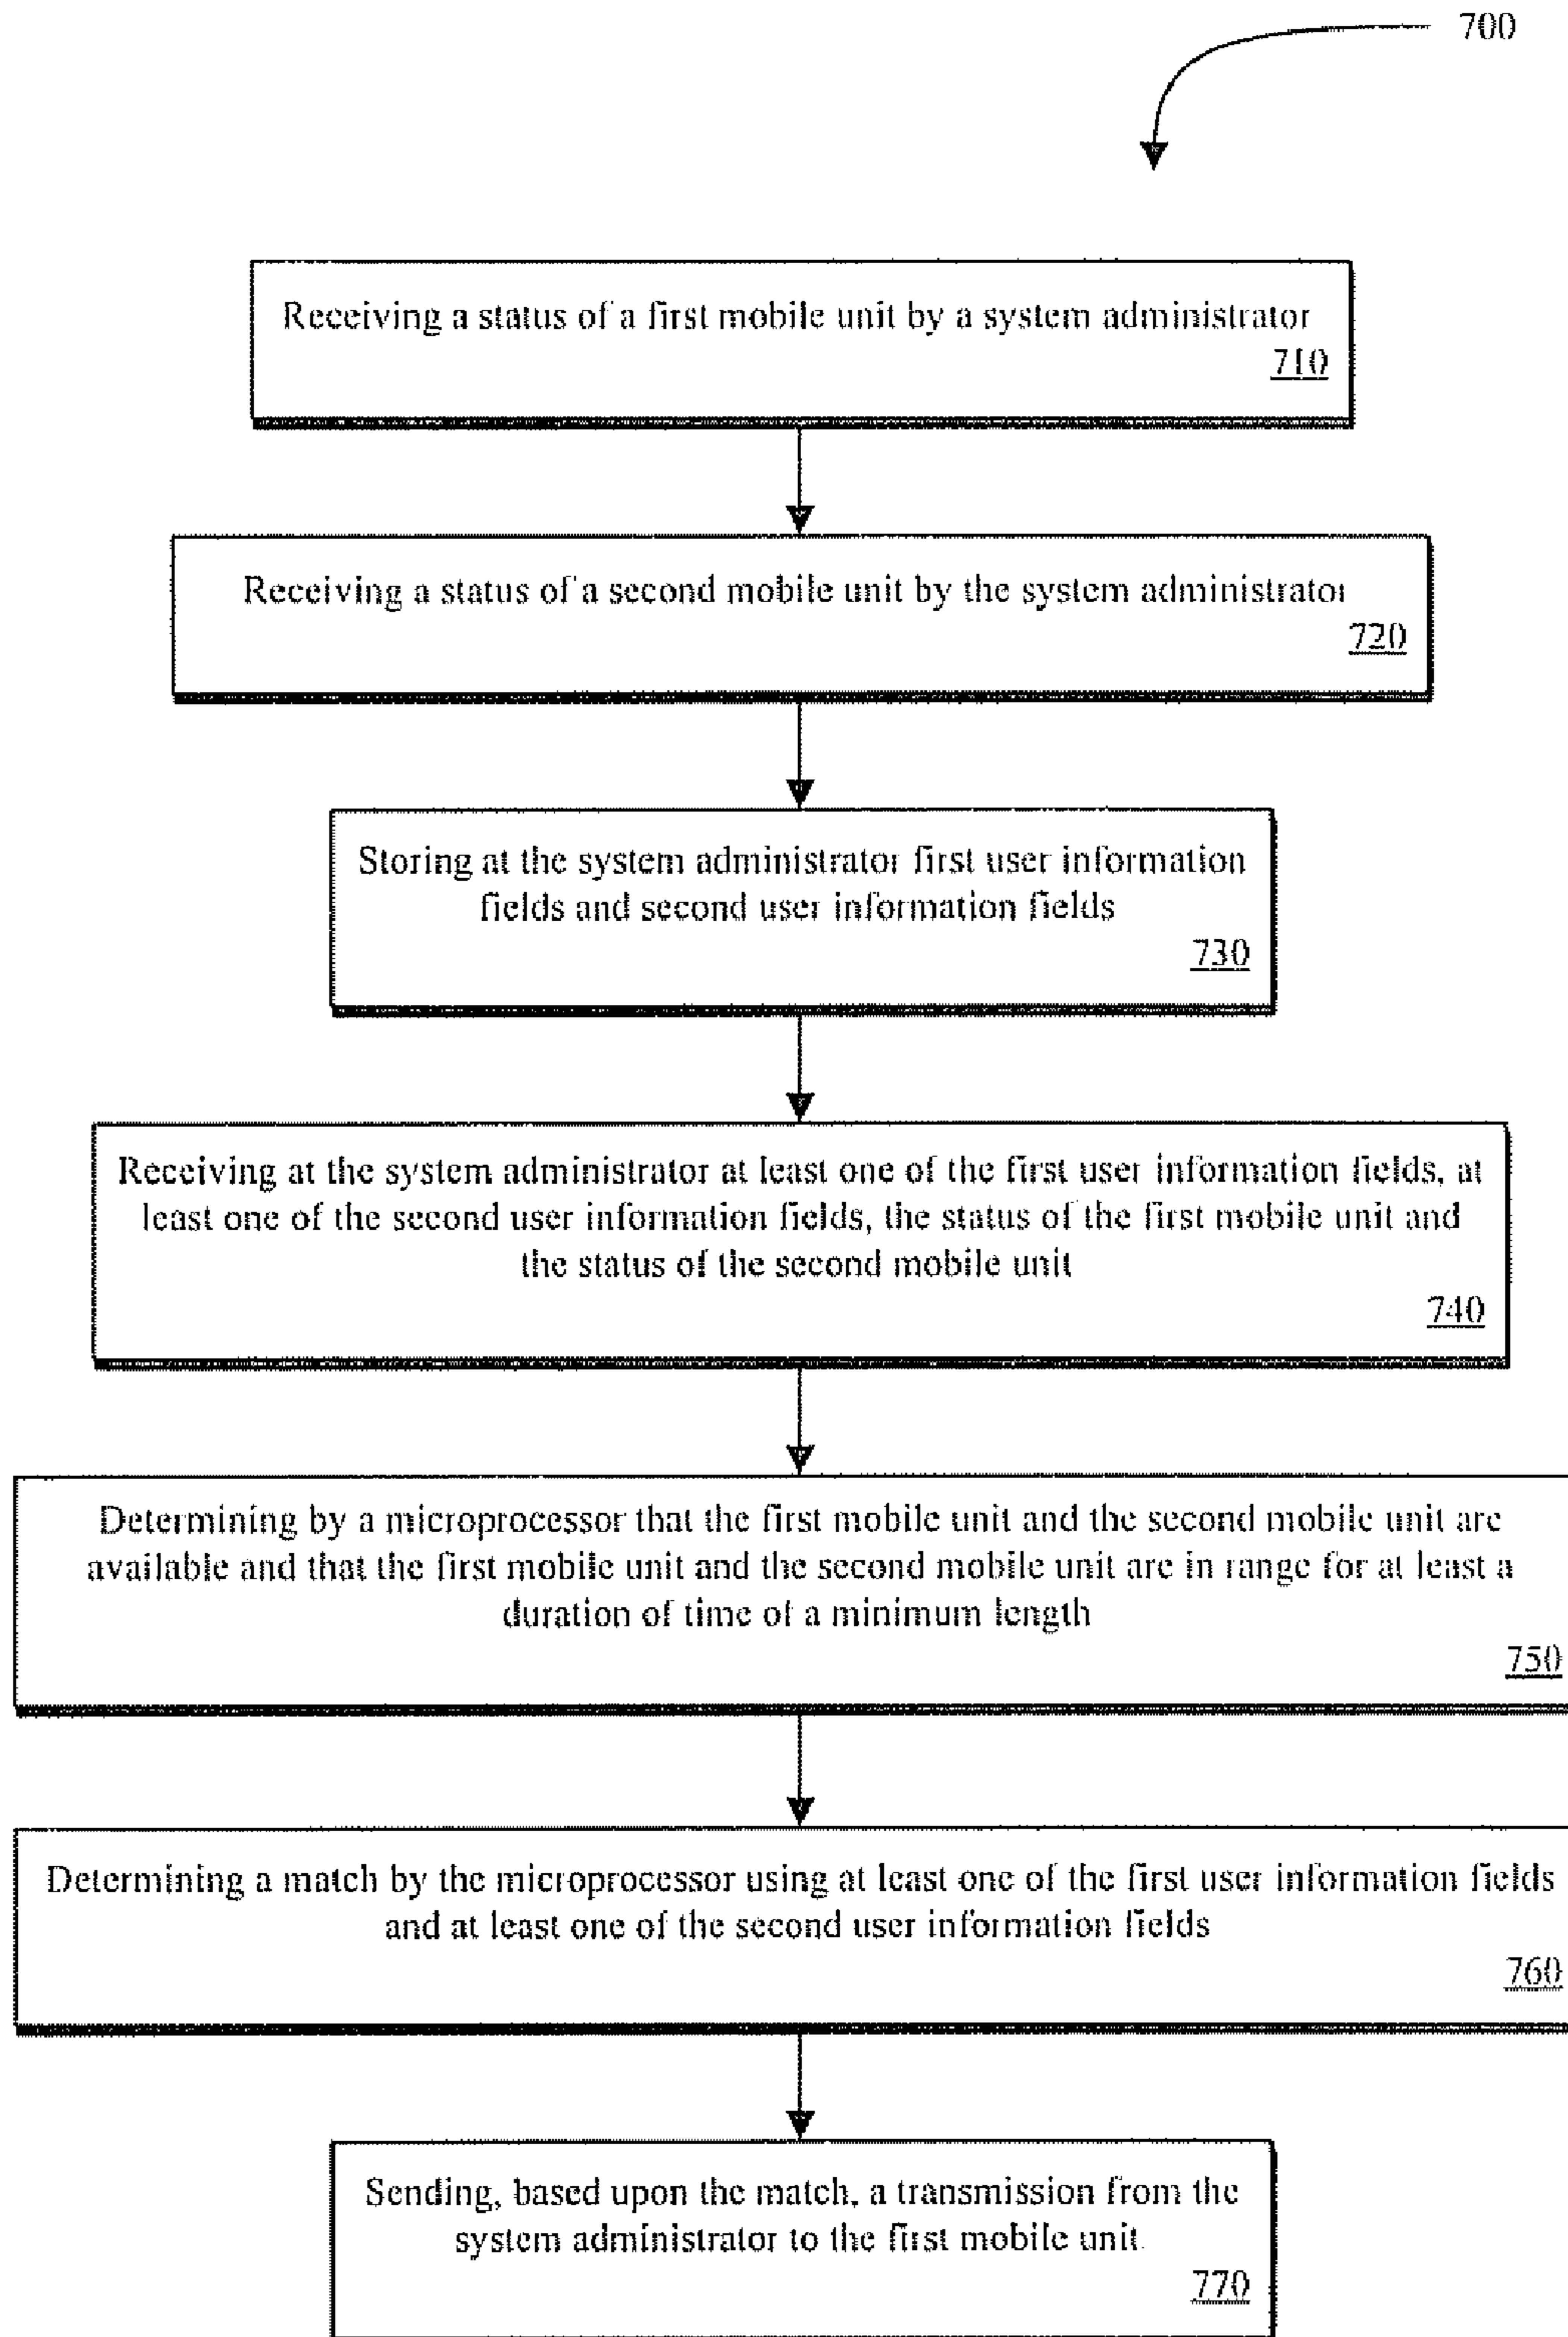 700
Receiving a status of a first mobile unit by a system administrator
710
Receiving a status of a second mobile unit by the system administrator
720
Storing at the system administrator first user information
fields and second user information fields
730
Receiving at the system administrator at least one of the first user information fields, at
least one of the second user information fields, the status of the first mobile unit and
the status of the second mobile unit
740
Determining by a microprocessor that the first mobile unit and the second mobile unit are
available and that the first mobile unit and the second mobile unit are in range for at least a
duration of time of a minimum length
750
Determining a match by the microprocessor using at least one of the first user information fields
and at least one of the second user information fields
760
Sending, based upon the match, a transmission from the
system administrator to the first mobile unit.
770